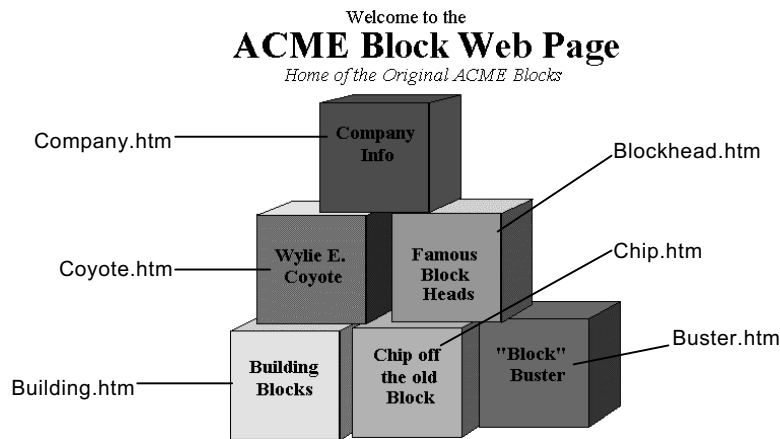 Welcome to the
ACME Block Web Page
Home of the Original ACME Blocks
Company.htm
Company
Info
Blockhead.htm
Coyote.htm
Wylie E.
Coyote
Famous
Block
Heads
Chip.htm
Building.htm
Building
Blocks
Chip off
the old
Block
"Block"
Buster
Buster.htm